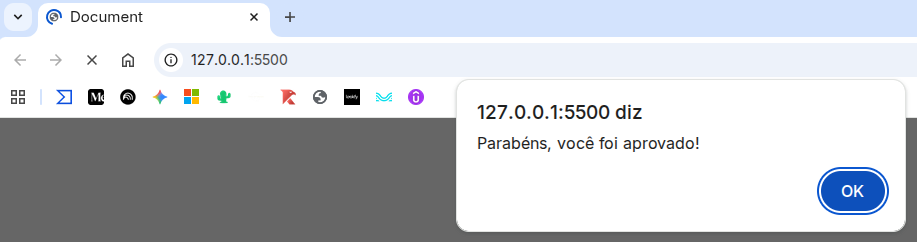 Document
127.0.0.1:5500
127.0.0.1:5500 diz
Parabéns, você foi aprovado!
OK